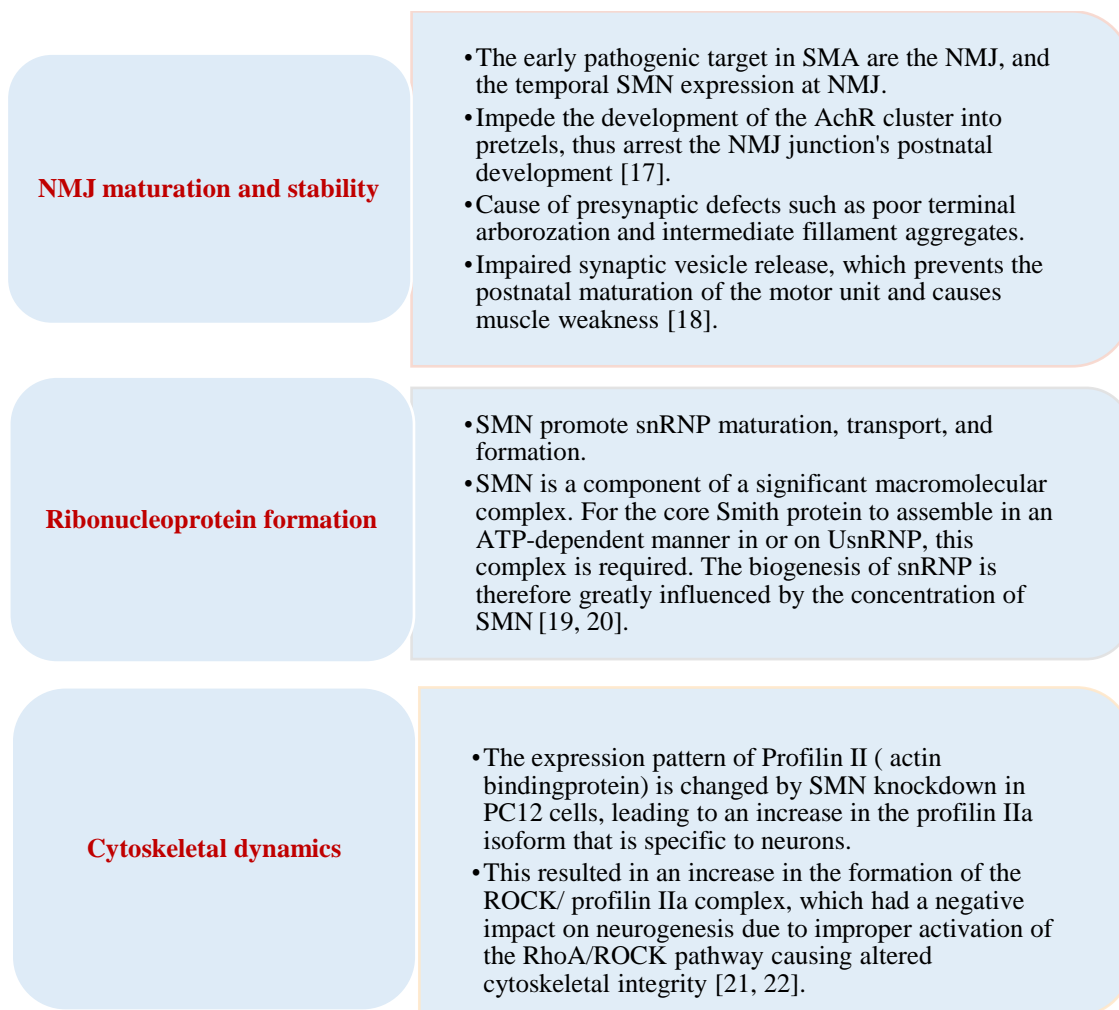 NMJ maturation and stability
•The early pathogenic target in SMA are the NMJ, and
the temporal SMN expression at NMJ.
•Impede the development of the AchR cluster into
pretzels, thus arrest the NMJ junction's postnatal
development [17].
•Cause of presynaptic defects such as poor terminal
arborozation and intermediate fillament aggregates.
•Impaired synaptic vesicle release, which prevents the
postnatal maturation of the motor unit and causes
muscle weakness [18].
Ribonucleoprotein formation
•SMN promote snRNP maturation, transport, and
formation.
•SMN is a component of a significant macromolecular
complex. For the core Smith protein to assemble in an
ATP-dependent manner in or on UsnRNP, this
complex is required. The biogenesis of snRNP is
therefore greatly influenced by the concentration of
SMN [19, 20].
Cytoskeletal dynamics
•The expression pattern of Profilin II ( actin
bindingprotein) is changed by SMN knockdown in
PC12 cells, leading to an increase in the profilin IIa
isoform that is specific to neurons.
•This resulted in an increase in the formation of the
ROCK/ profilin IIa complex, which had a negative
impact on neurogenesis due to improper activation of
the RhoA/ROCK pathway causing altered
cytoskeletal integrity [21, 22].